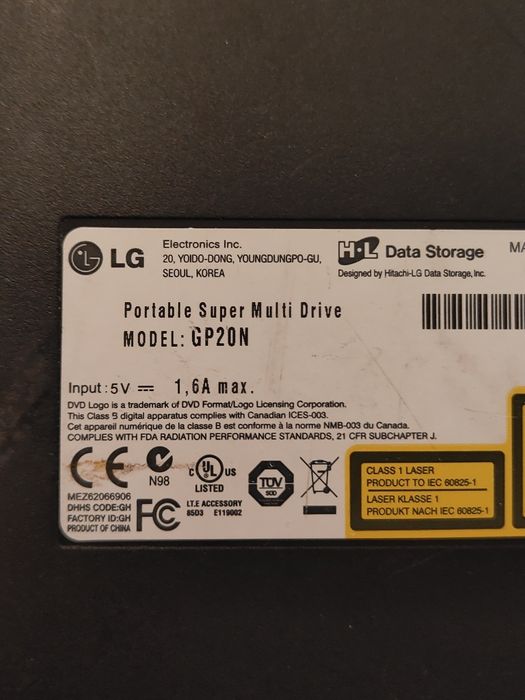 LG Electronics Inc.
20, YOIDO-DONG, YOUNGDUNGPO-GU,
SEOUL, KOREA
H·L Data Storage
Designed by Hitachi-LG Data Storage, Inc.
MA
Portable Super Multi Drive
MODEL: GP20N
Input : 5V ⎓ 1,6A max.
DVD Logo is a trademark of DVD Format/Logo Licensing Corporation.
This Class B digital apparatus complies with Canadian ICES-003.
Cet appareil numérique de la classe B est conforme à la norme NMB-003 du Canada.
COMPLIES WITH FDA RADIATION PERFORMANCE STANDARDS, 21 CFR SUBCHAPTER J.
CE
N98
C UL US
LISTED
I.T.E ACCESSORY
85D3 E119002
TÜV
SÜD
MEZ62066906
DHHS CODE:GH
FACTORY ID:GH
PRODUCT OF CHINA
FC
CLASS 1 LASER
PRODUCT TO IEC 60825-1
LASER KLASSE 1
PRODUKT NACH IEC 60825-1